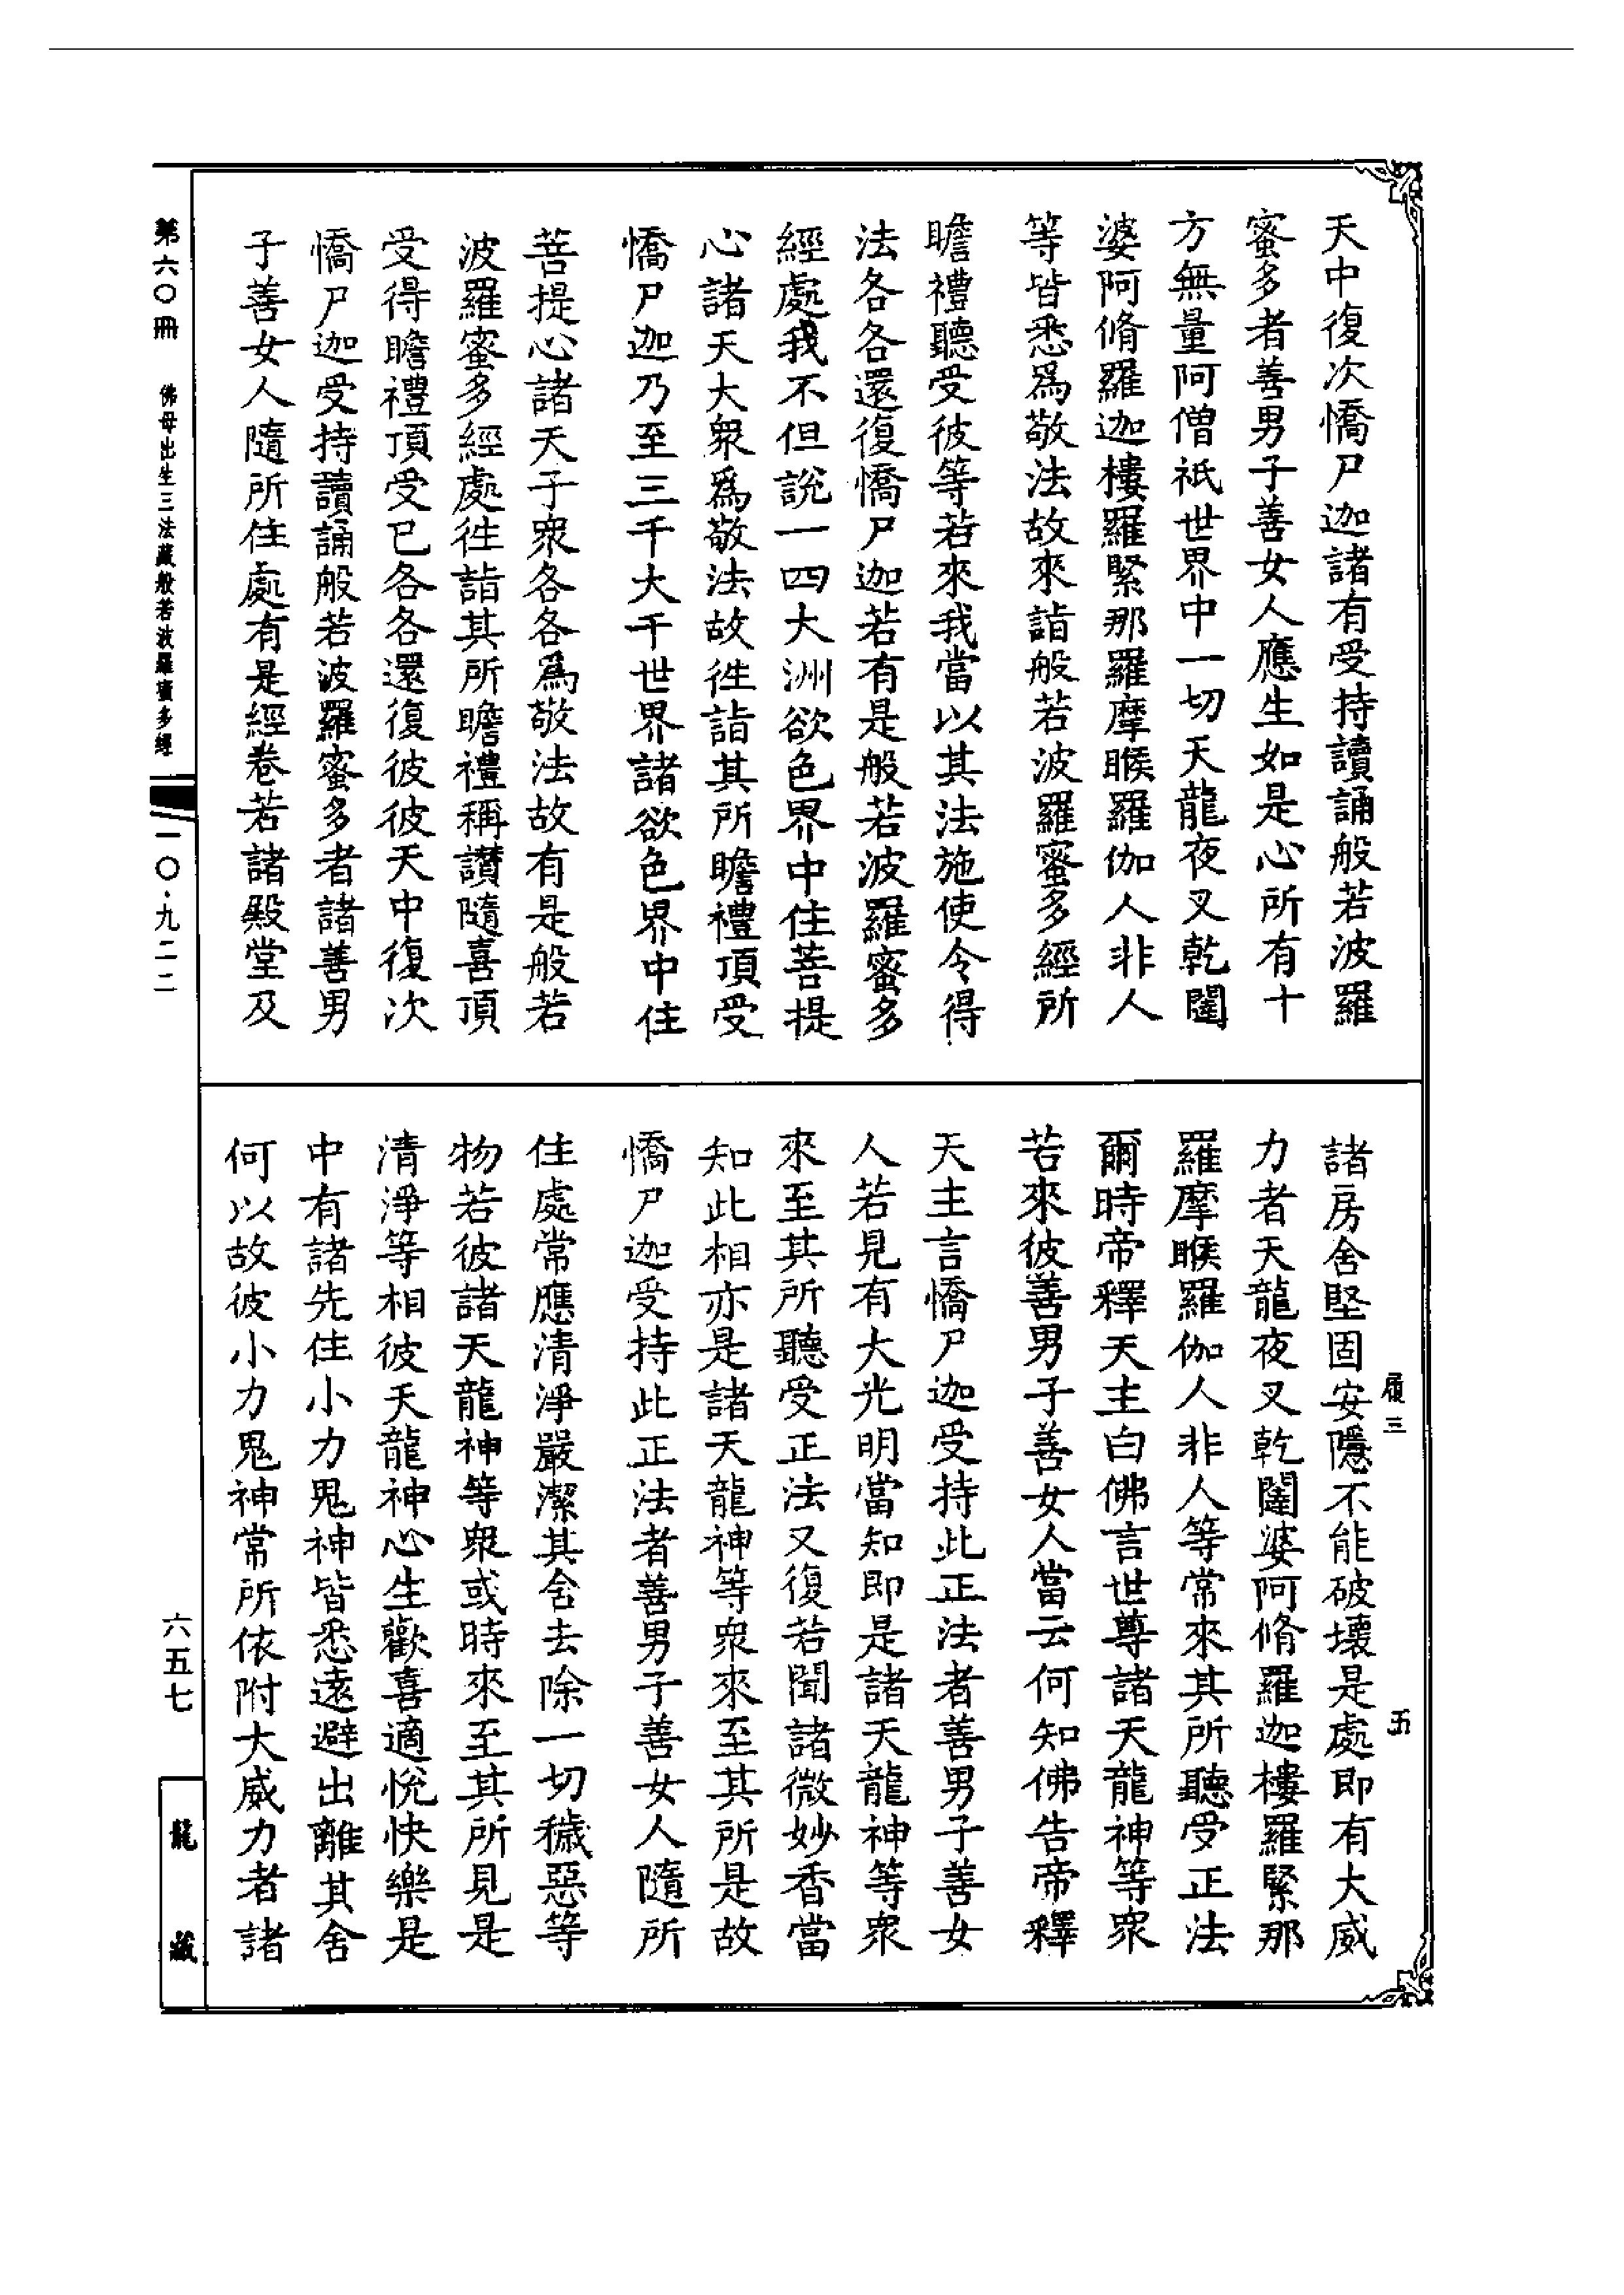 天中復次憍尸迦諸有受持讀誦般若波羅
蜜多者善男子善女人應生如是心所有十
方無量阿僧祇世界中一切天龍夜叉乾闥
婆阿脩羅迦樓羅緊那羅摩睺羅伽人非人
等皆悉爲敬法故來詣般若波羅蜜多經所
瞻禮聽受彼等若來我當以其法施使令得
法各各還復憍尸迦若有是般若波羅蜜多
經處我不但說一四大洲欲色界中住菩提
心諸天大衆爲敬法故徃詣其所瞻禮頂受
憍尸迦乃至三千大千世界諸欲色界中住
菩提心諸天子衆各各爲敬法故有是般若
波羅蜜多經處徃詣其所瞻禮稱讃隨喜頂
受得瞻禮頂受已各各還復彼彼天中復次
憍尸迦受持讀誦般若波羅蜜多者諸善男
子善女人隨所住處有是經卷若諸殿堂及
諸房舍堅固安隱不能破壞是處即有大威
力者天龍夜叉乾闥婆阿脩羅迦樓羅緊那
羅摩睺羅伽人非人等常來其所聽受正法
爾時帝釋天主白佛言世尊諸天龍神等衆
若來彼善男子善女人當云何知佛告帝釋
天主言憍尸迦受持此正法者善男子善女
人若見有大光明當知即是諸天龍神等衆
來至其所聽受正法又復若聞諸微妙香當
知此相亦是諸天龍神等衆來至其所是故
憍尸迦受持此正法者善男子善女人隨所
住處常應清淨嚴潔其舍去除一切穢惡等
物若彼諸天龍神等衆或時來至其所見是
清淨等相彼天龍神心生歡喜適悅快樂是
中有諸先住小力鬼神皆悉遠避出離其舍
何以故彼小力鬼神常所依附大威力者諸
履三
五
第六〇冊
佛母出生三法藏般若波羅蜜多經
一〇·九二二
六五七
龍藏